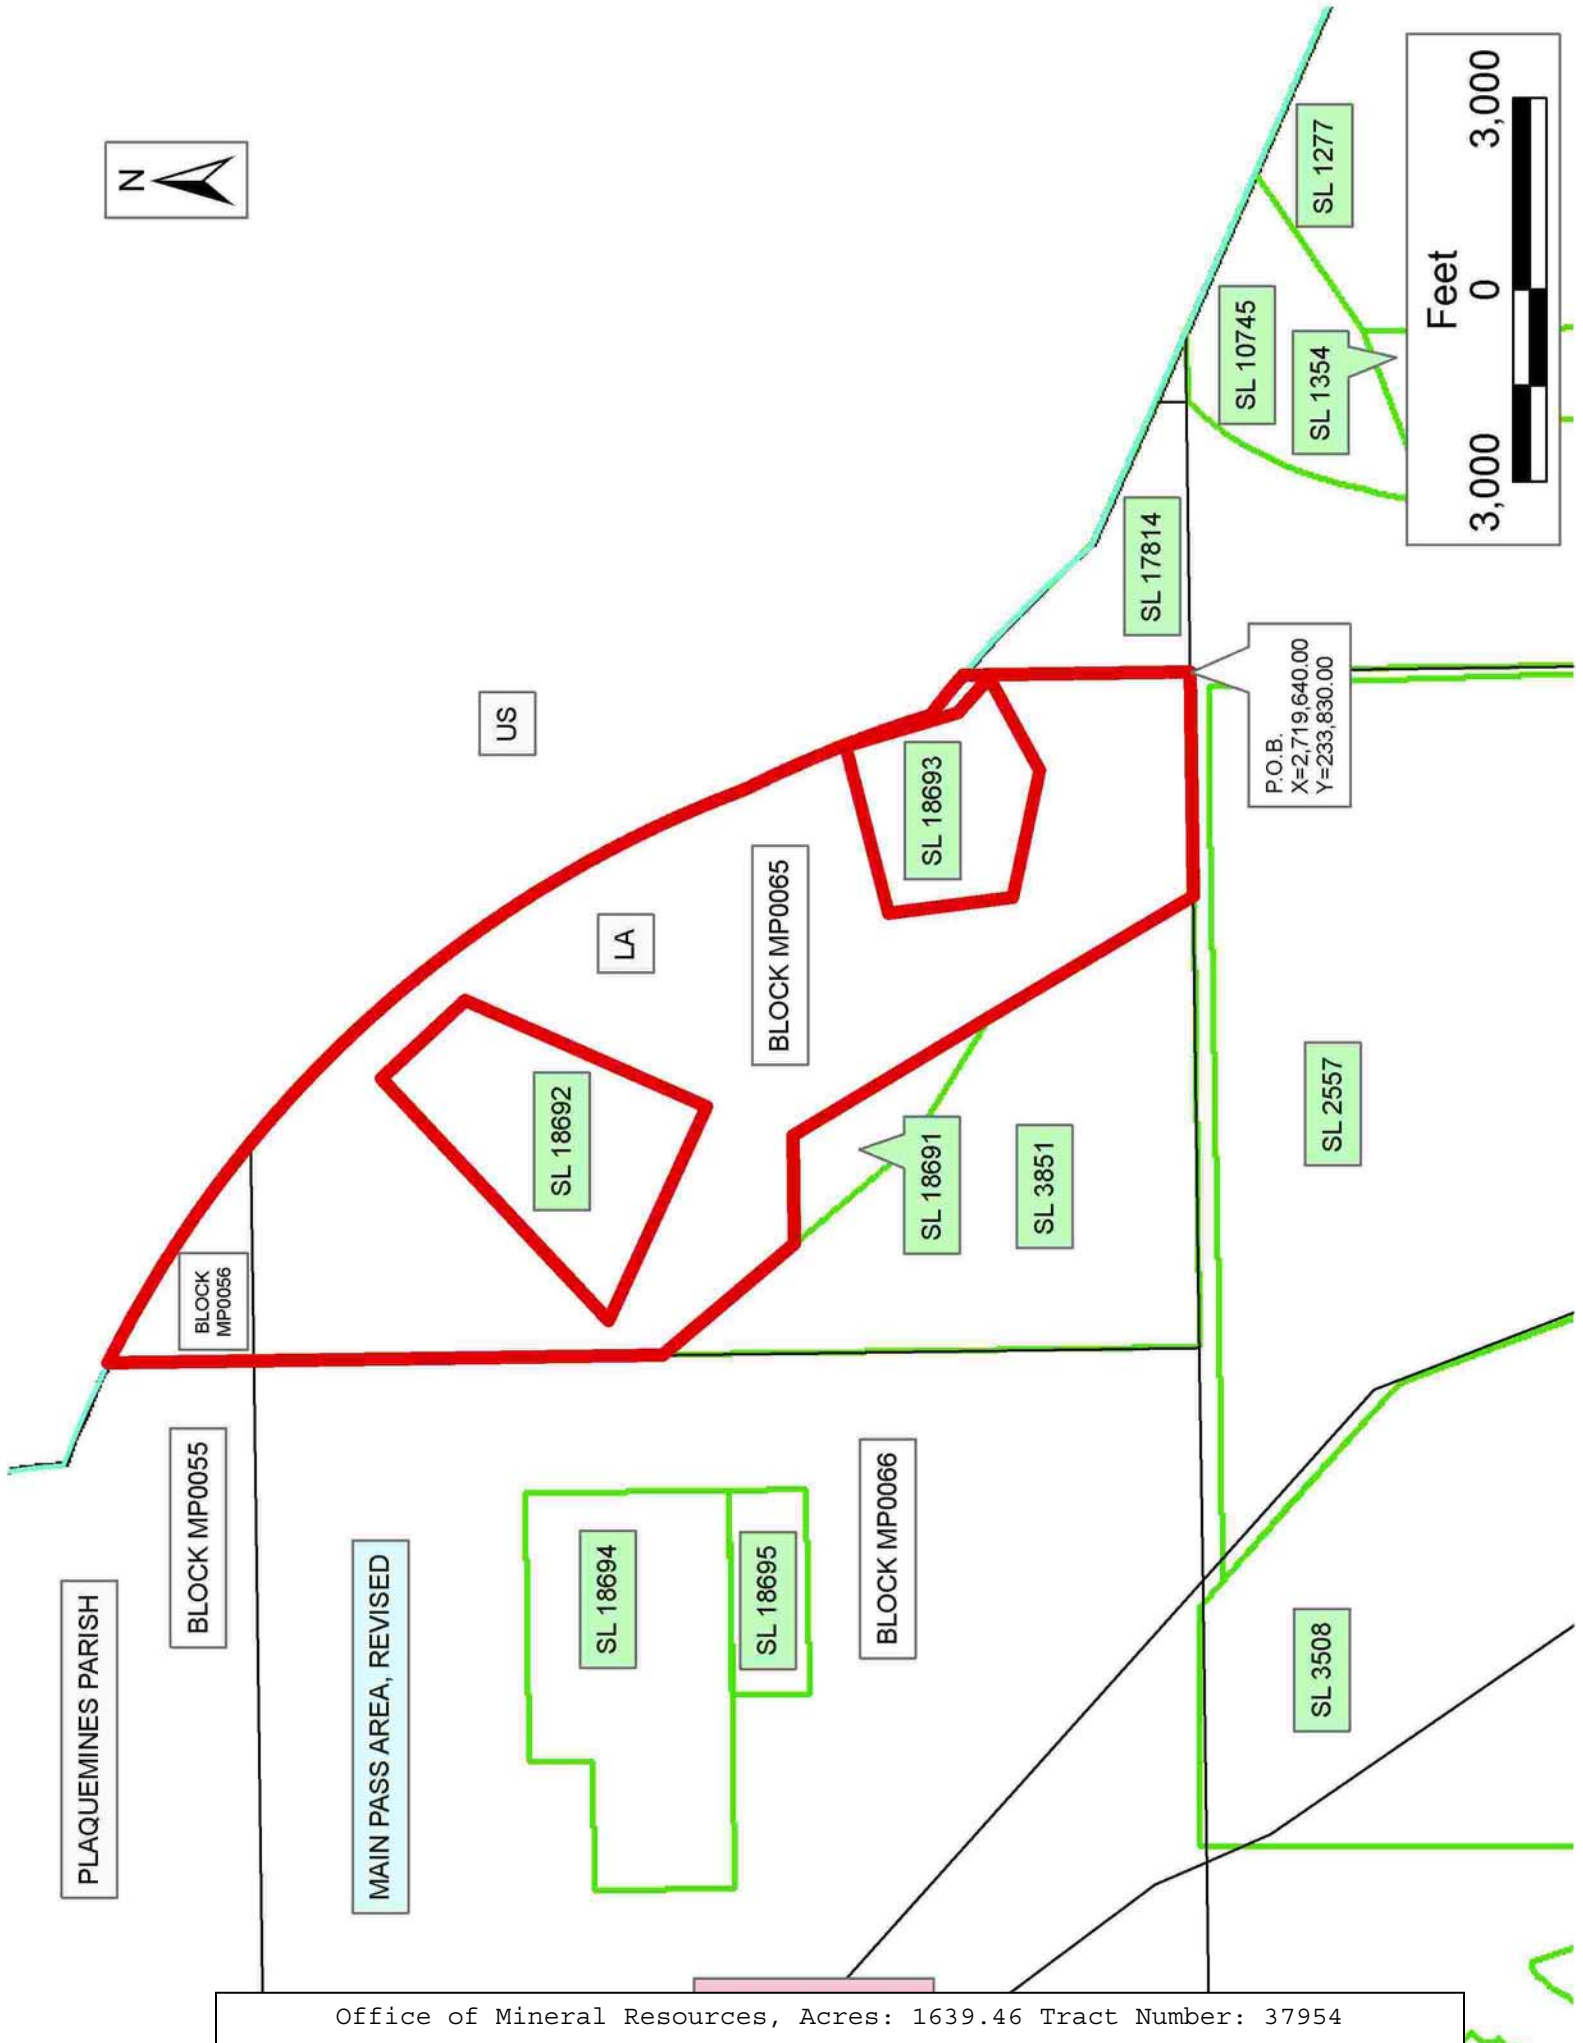 PLAQUEMINES PARISH
BLOCK MP0055
BLOCK
MP0056
N
MAIN PASS AREA, REVISED
US
LA
SL 18692
SL 18694
SL 18695
BLOCK MP0065
BLOCK MP0066
SL 18693
SL 18691
SL 3851
SL 17814
SL 10745
SL 1354
SL 1277
P.O.B.
X=2,719,640.00
Y=233,830.00
SL 2557
SL 3508
Feet
3,000 0 3,000
Office of Mineral Resources, Acres: 1639.46 Tract Number: 37954